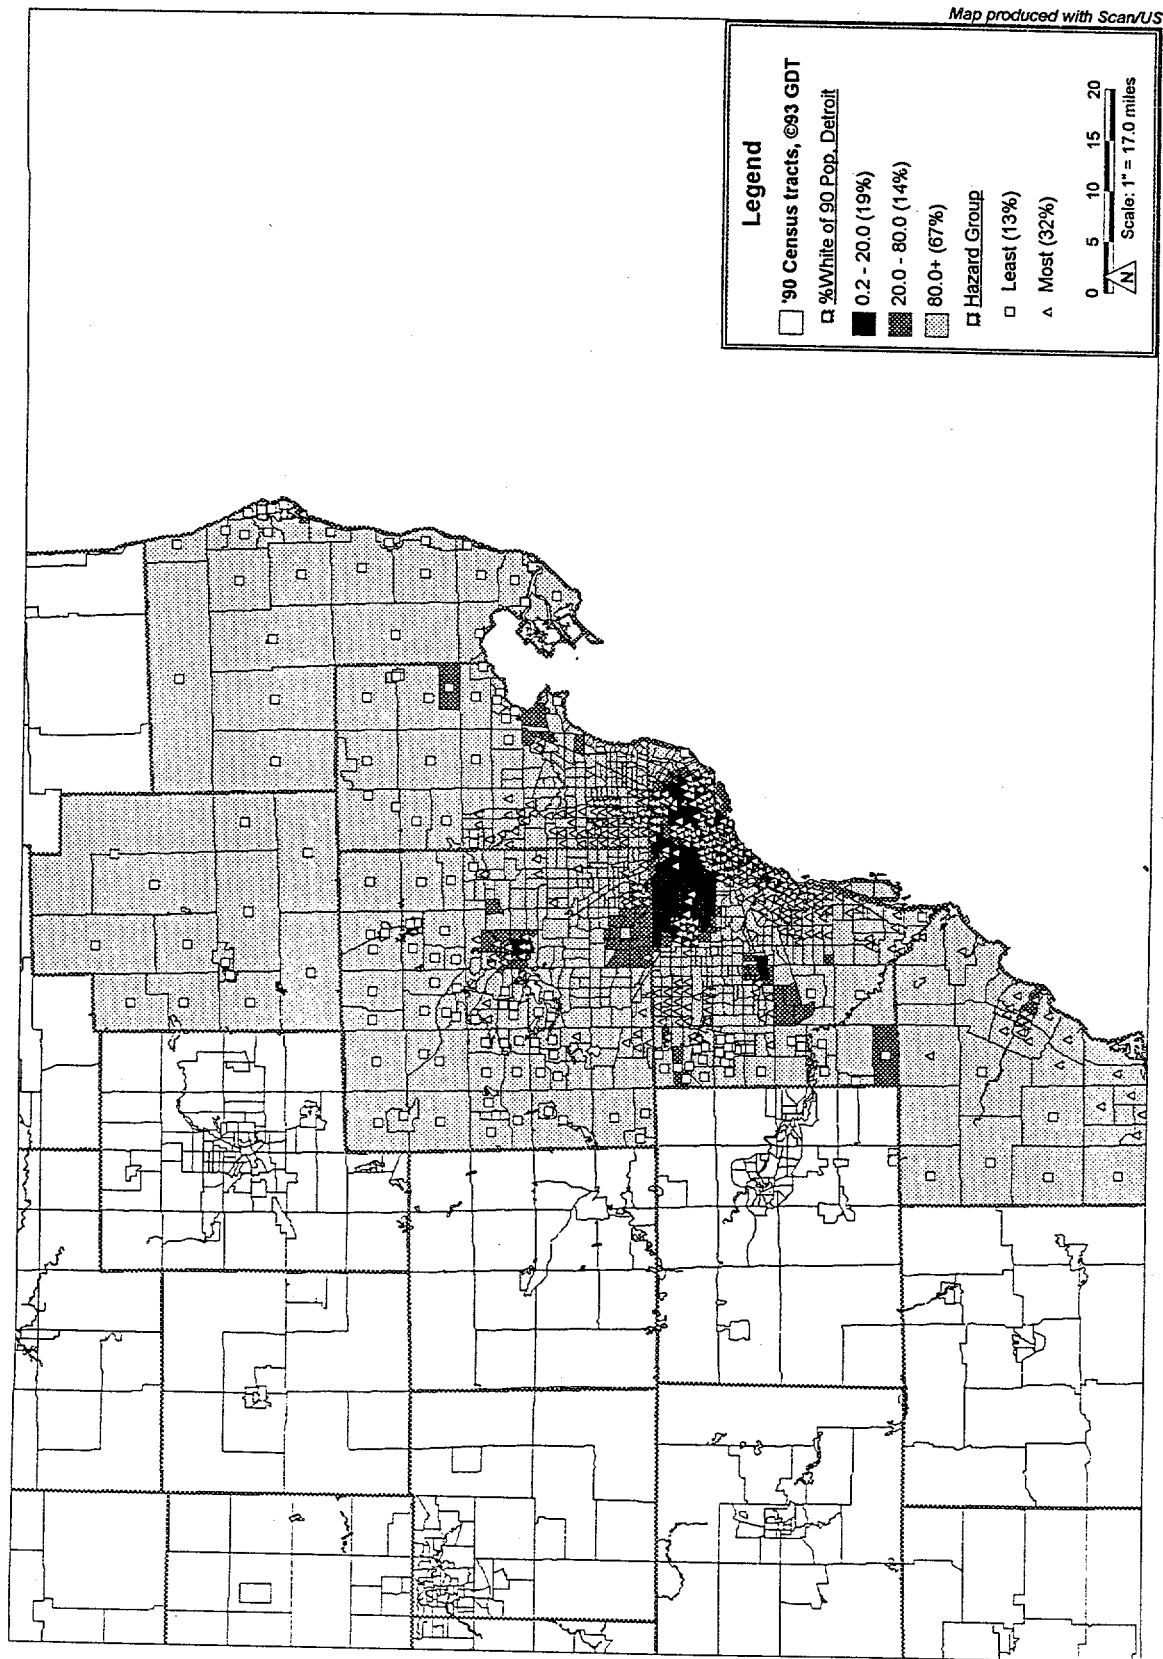 Map produced with Scan/US
Legend
'90 Census tracts, ©93 GDT
%White of 90 Pop, Detroit
0.2 - 20.0 (19%)
20.0 - 80.0 (14%)
80.0+ (67%)
Hazard Group
Least (13%)
Most (32%)
0 5 10 15 20
N
Scale: 1" = 17.0 miles